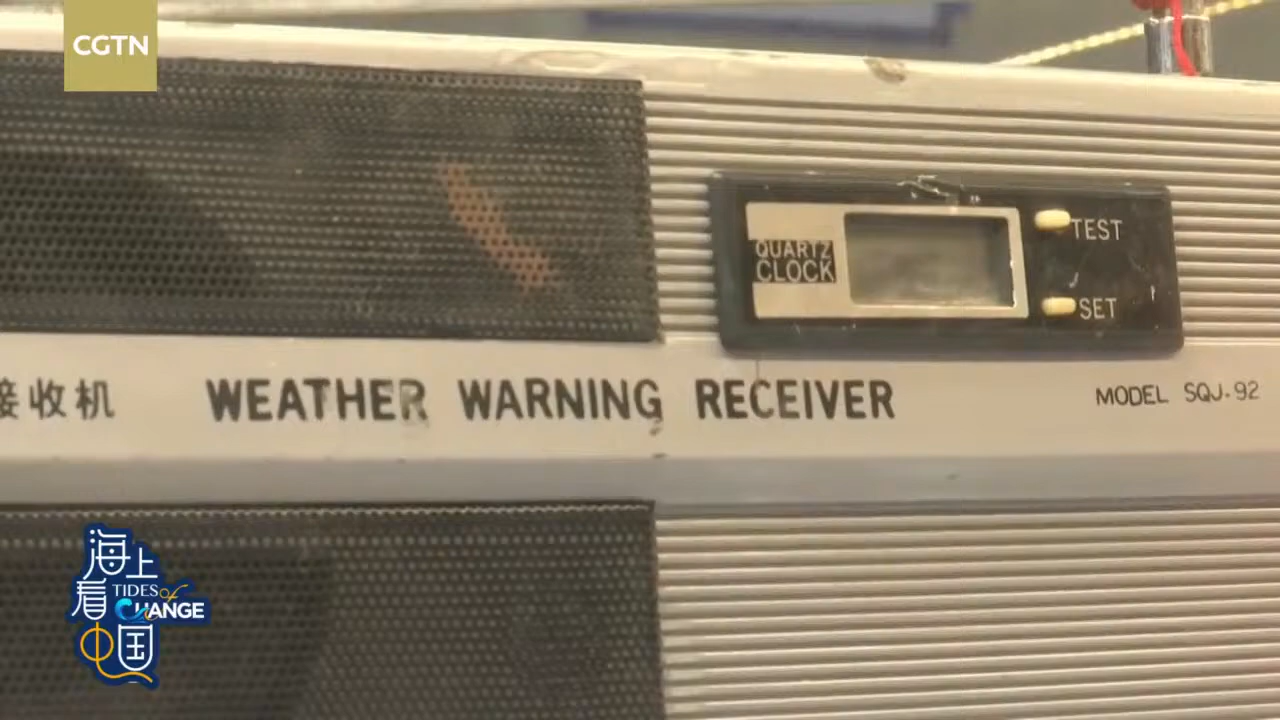 CGTN
QUARTZ
CLOCK
TEST
SET
接收机 WEATHER WARNING RECEIVER MODEL SQJ-92
海上
看 TIDES of
CHANGE
中国